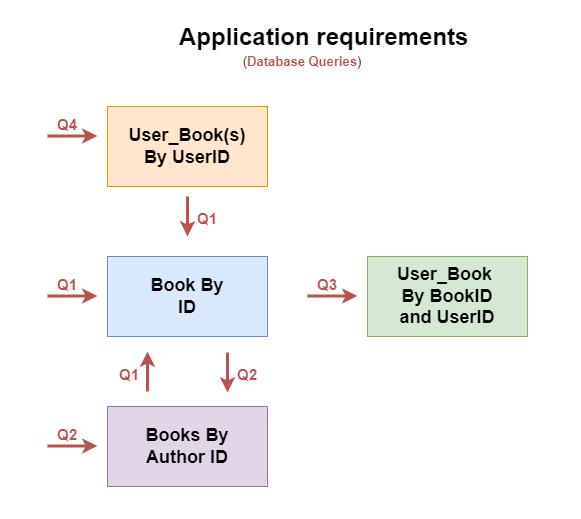 Application requirements
(Database Queries)
Q4
User_Book(s)
By UserID
Q1
Q1
Book By
ID
Q3
User_Book
By BookID
and UserID
Q1
Q2
Q2
Books By
Author ID